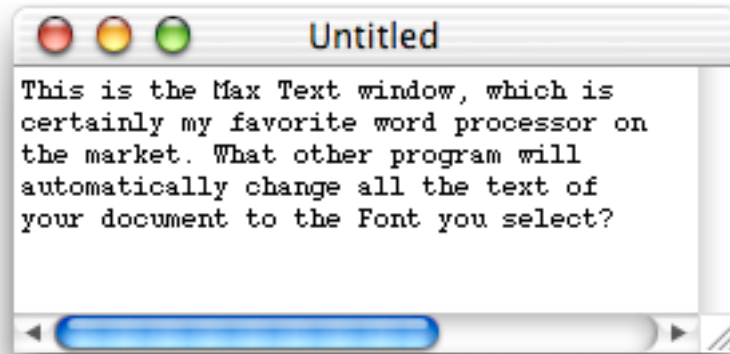 Untitled
This is the Max Text window, which is
certainly my favorite word processor on
the market. What other program will
automatically change all the text of
your document to the Font you select?